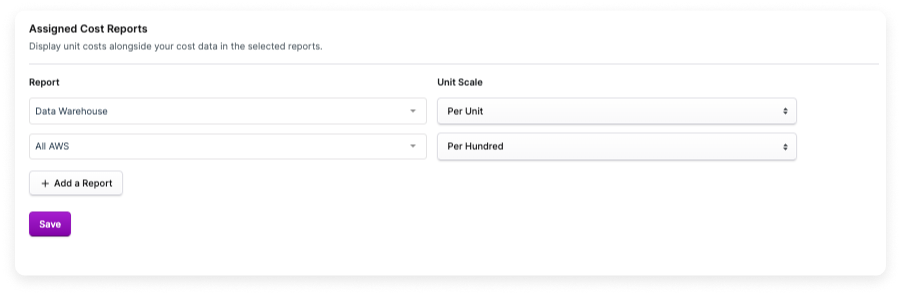 Assigned Cost Reports
Display unit costs alongside your cost data in the selected reports.
Report Unit Scale
Data Warehouse Per Unit
All AWS Per Hundred
+ Add a Report
Save